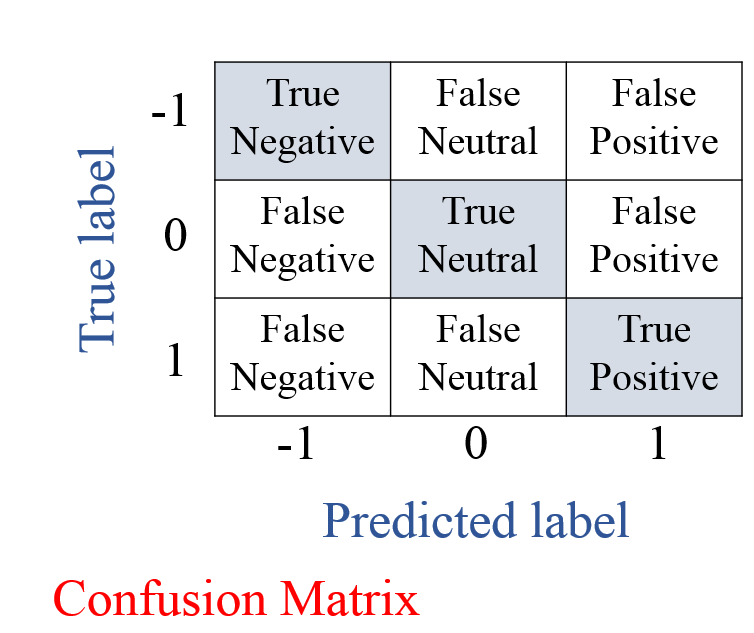 True label
-1
True Negative
False Neutral
False Positive
0
False Negative
True Neutral
False Positive
1
False Negative
False Neutral
True Positive
-1 0 1
Predicted label
Confusion Matrix